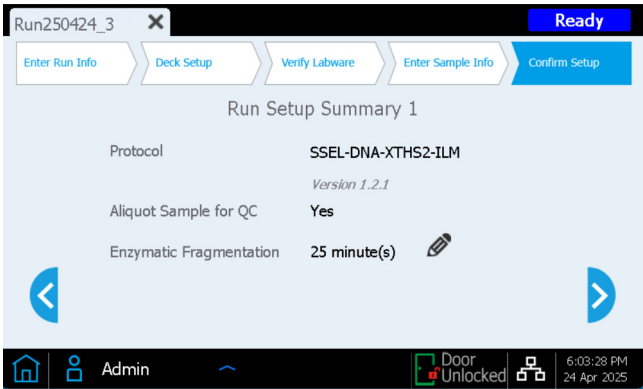 Run250424_3
Ready
Enter Run Info
Deck Setup
Verify Labware
Enter Sample Info
Confirm Setup
Run Setup Summary 1
Protocol
SSEL-DNA-XTHS2-ILM
Version 1.2.1
Aliquot Sample for QC
Yes
Enzymatic Fragmentation
25 minute(s)
Admin
Door
Unlocked
6:03:28 PM
24 Apr 2025